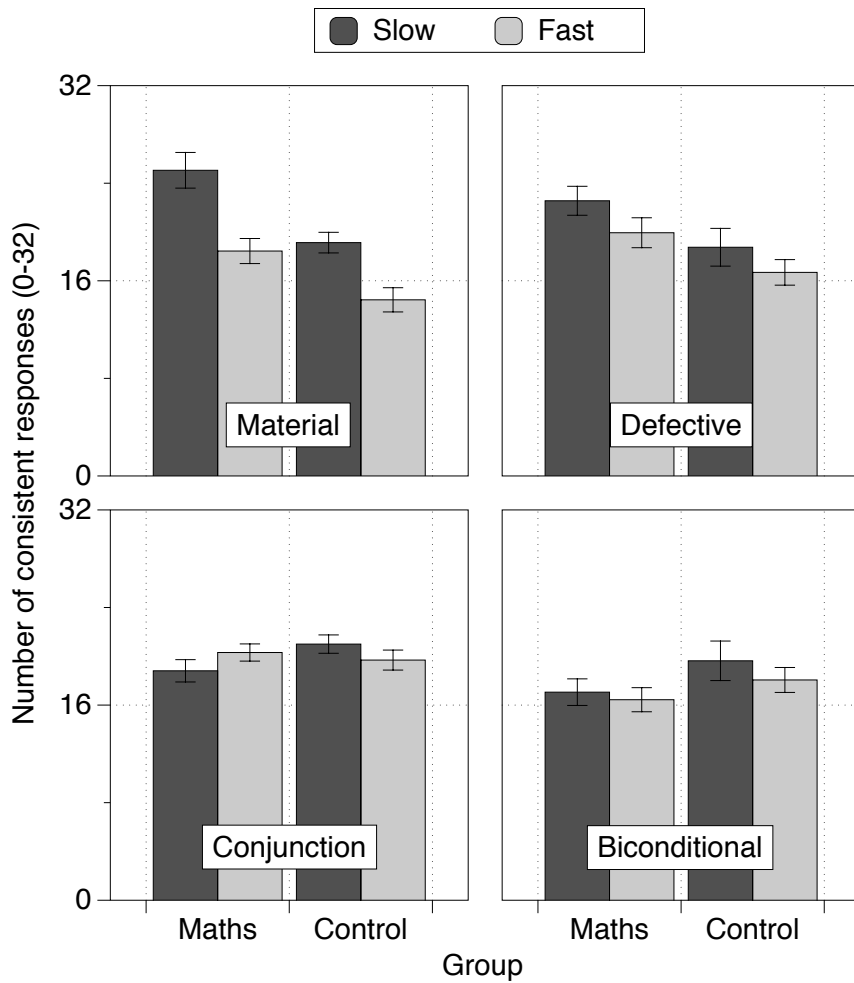 Slow Fast
Number of consistent responses (0-32)
32
16
0
Material
Defective
32
16
0
Conjunction
Biconditional
Maths Control Maths Control
Group